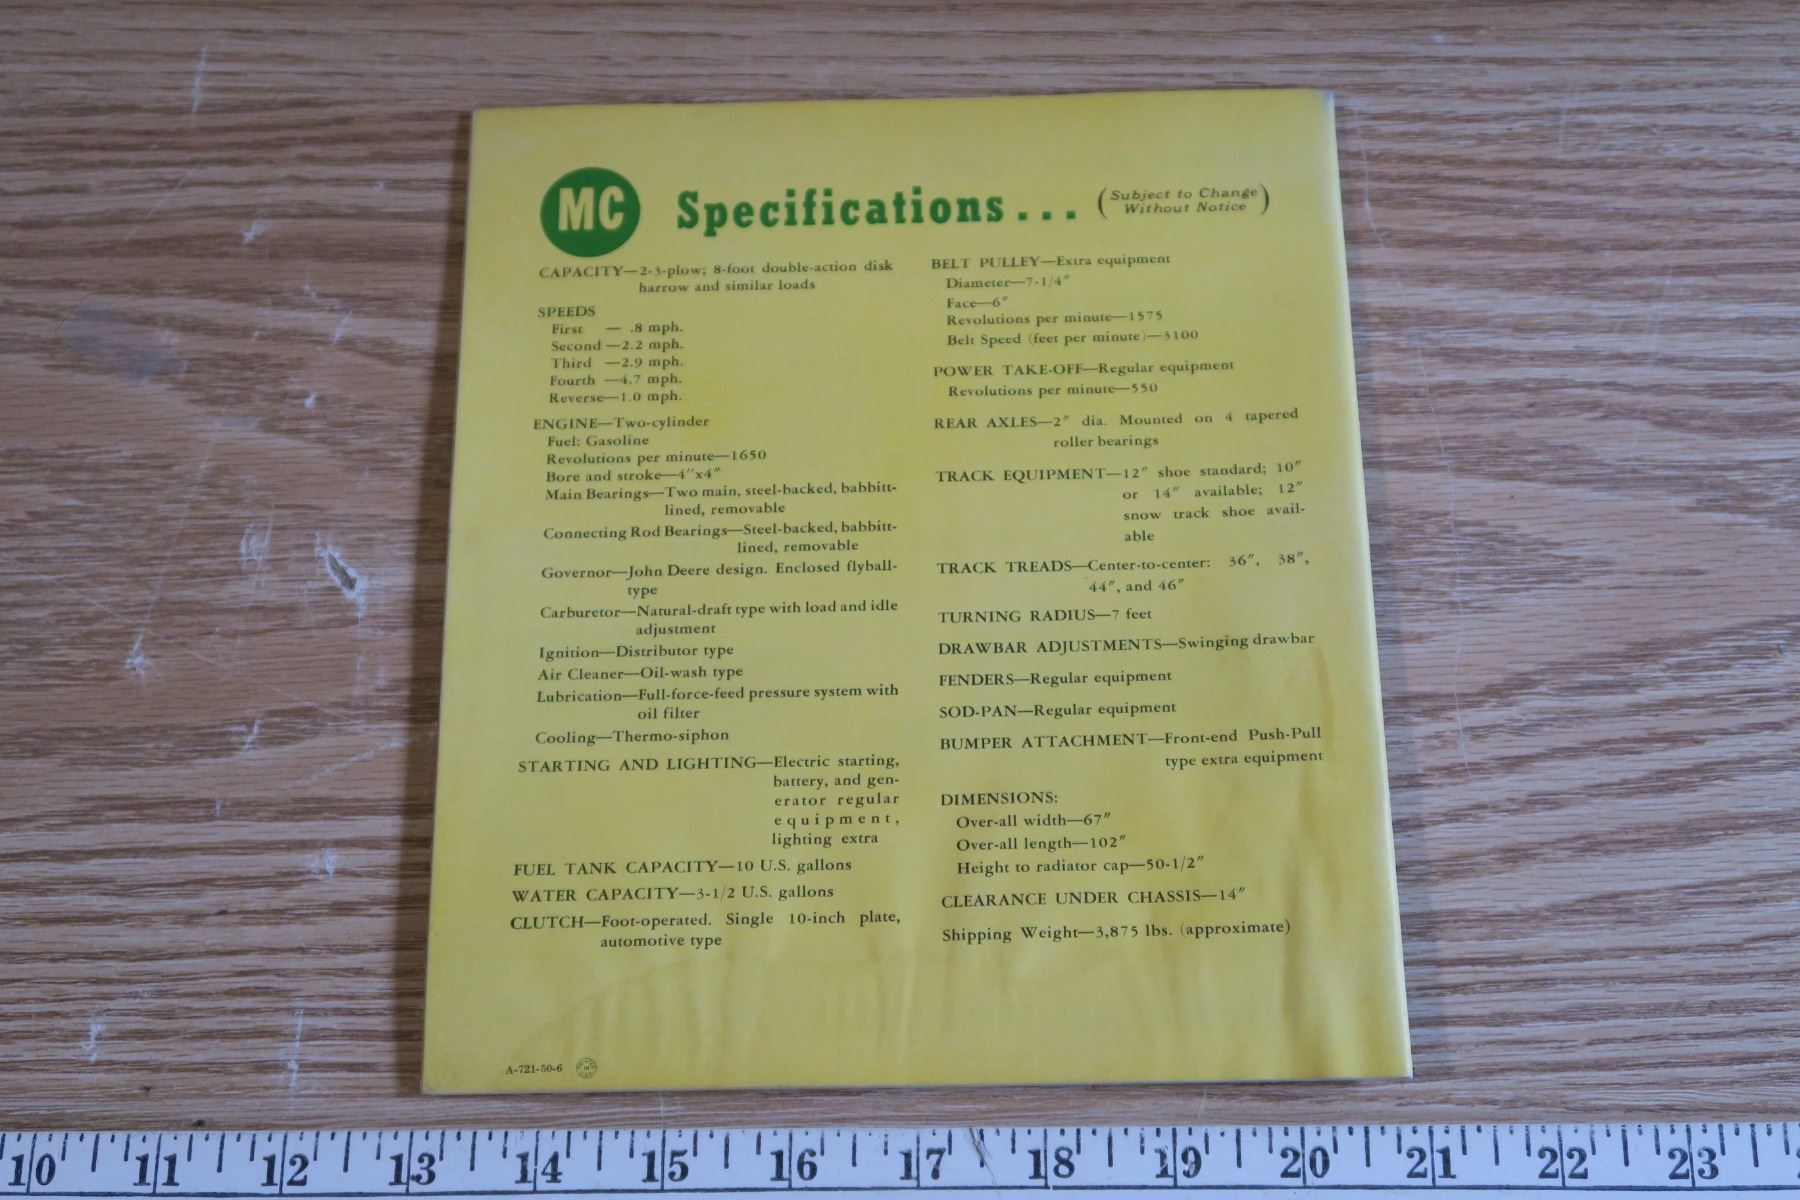 MC Specifications... (Subject to Change
Without Notice)
CAPACITY—2-3-plow; 8-foot double-action disk
harrow and similar loads
SPEEDS
First — .8 mph.
Second —2.2 mph.
Third —2.9 mph.
Fourth —4.7 mph.
Reverse—1.0 mph.
ENGINE—Two-cylinder
Fuel: Gasoline
Revolutions per minute—1650
Bore and stroke—4"x4"
Main Bearings—Two main, steel-backed, babbitt-
lined, removable
Connecting Rod Bearings—Steel-backed, babbitt-
lined, removable
Governor—John Deere design. Enclosed flyball-
type
Carburetor—Natural-draft type with load and idle
adjustment
Ignition—Distributor type
Air Cleaner—Oil-wash type
Lubrication—Full-force-feed pressure system with
oil filter
Cooling—Thermo-siphon
STARTING AND LIGHTING—Electric starting,
battery, and gen-
erator regular
equipment,
lighting extra
FUEL TANK CAPACITY—10 U.S. gallons
WATER CAPACITY—3-1/2 U.S. gallons
CLUTCH—Foot-operated. Single 10-inch plate,
automotive type
BELT PULLEY—Extra equipment
Diameter—7-1/4"
Face—6"
Revolutions per minute—1575
Belt Speed (feet per minute)—3100
POWER TAKE-OFF—Regular equipment
Revolutions per minute—550
REAR AXLES—2" dia. Mounted on 4 tapered
roller bearings
TRACK EQUIPMENT—12" shoe standard; 10"
or 14" available; 12"
snow track shoe avail-
able
TRACK TREADS—Center-to-center: 36", 38",
44", and 46"
TURNING RADIUS—7 feet
DRAWBAR ADJUSTMENTS—Swinging drawbar
FENDERS—Regular equipment
SOD-PAN—Regular equipment
BUMPER ATTACHMENT—Front-end Push-Pull
type extra equipment
DIMENSIONS:
Over-all width—67"
Over-all length—102"
Height to radiator cap—50-1/2"
CLEARANCE UNDER CHASSIS—14"
Shipping Weight—3,875 lbs. (approximate)
A-721-50-6
10 11 12 13 14 15 16 17 18 19 20 21 22 23